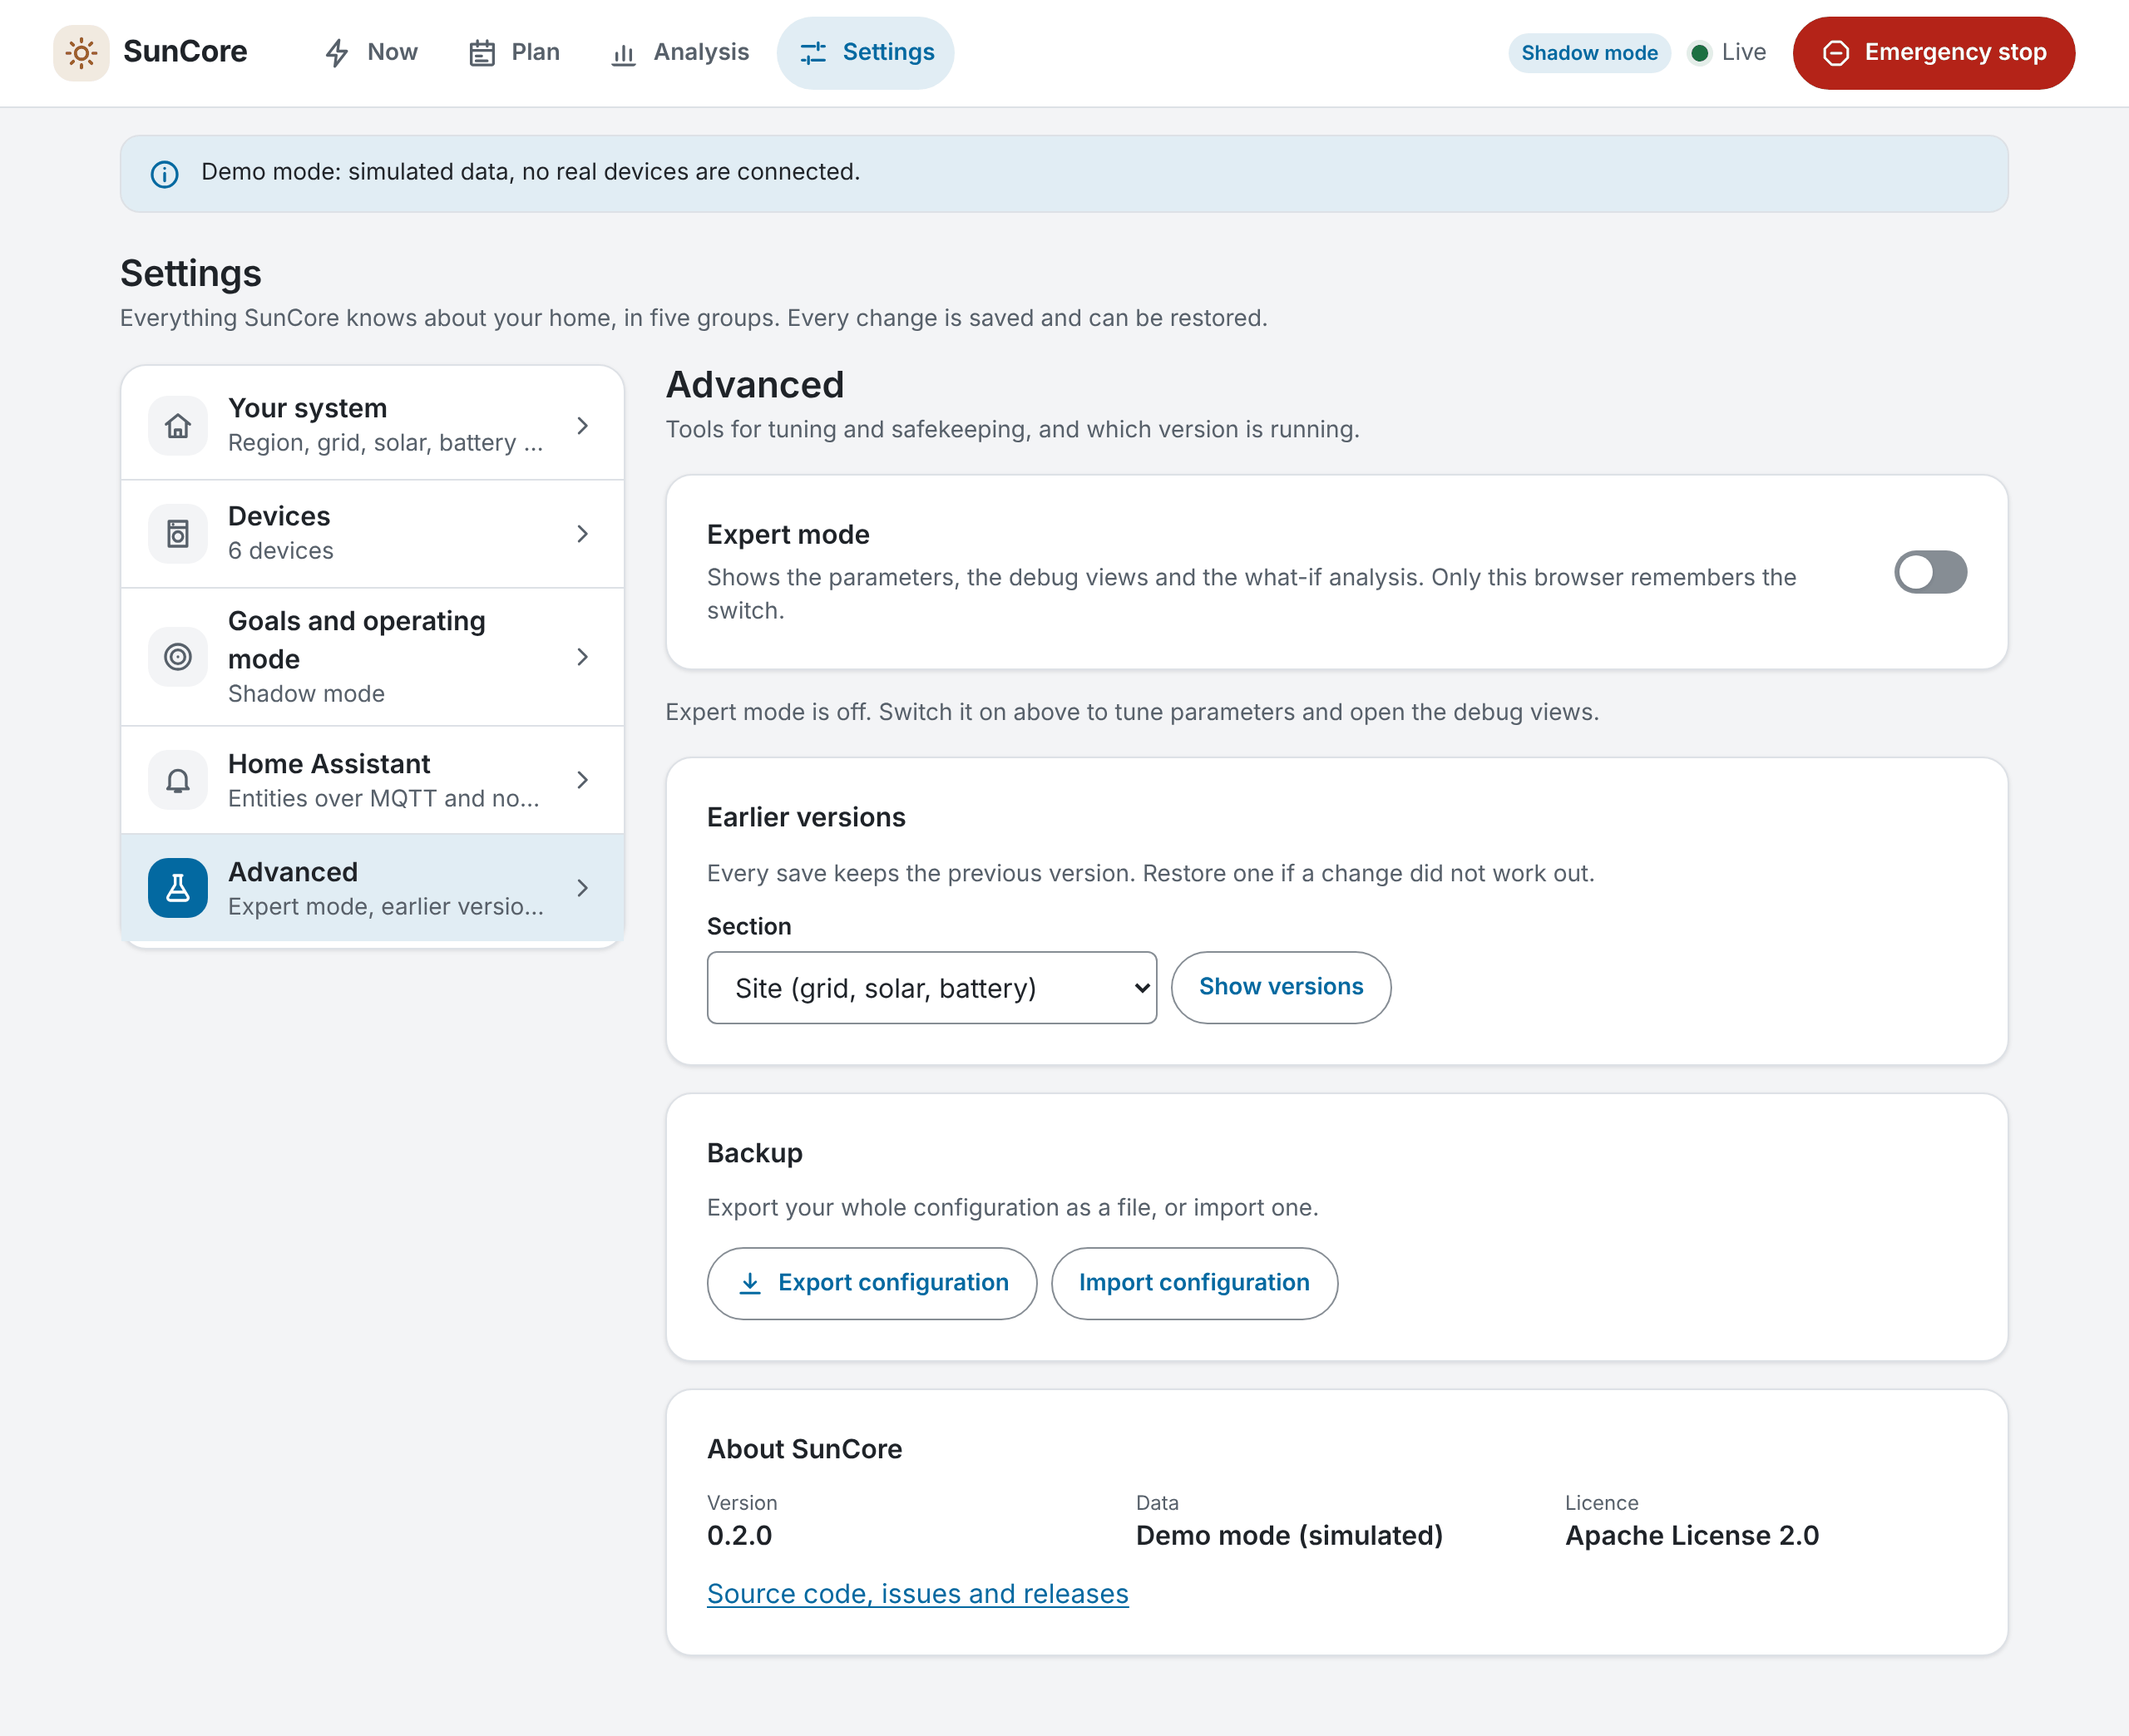 SunCore
Now
Plan
Analysis
Settings
Shadow mode
Live
Emergency stop
Demo mode: simulated data, no real devices are connected.
Settings
Everything SunCore knows about your home, in five groups. Every change is saved and can be restored.
Your system
Region, grid, solar, battery ...
Devices
6 devices
Goals and operating
mode
Shadow mode
Home Assistant
Entities over MQTT and no...
Advanced
Expert mode, earlier versio...
Advanced
Tools for tuning and safekeeping, and which version is running.
Expert mode
Shows the parameters, the debug views and the what-if analysis. Only this browser remembers the
switch.
Expert mode is off. Switch it on above to tune parameters and open the debug views.
Earlier versions
Every save keeps the previous version. Restore one if a change did not work out.
Section
Site (grid, solar, battery)
Show versions
Backup
Export your whole configuration as a file, or import one.
Export configuration
Import configuration
About SunCore
Version
0.2.0
Data
Demo mode (simulated)
Licence
Apache License 2.0
Source code, issues and releases